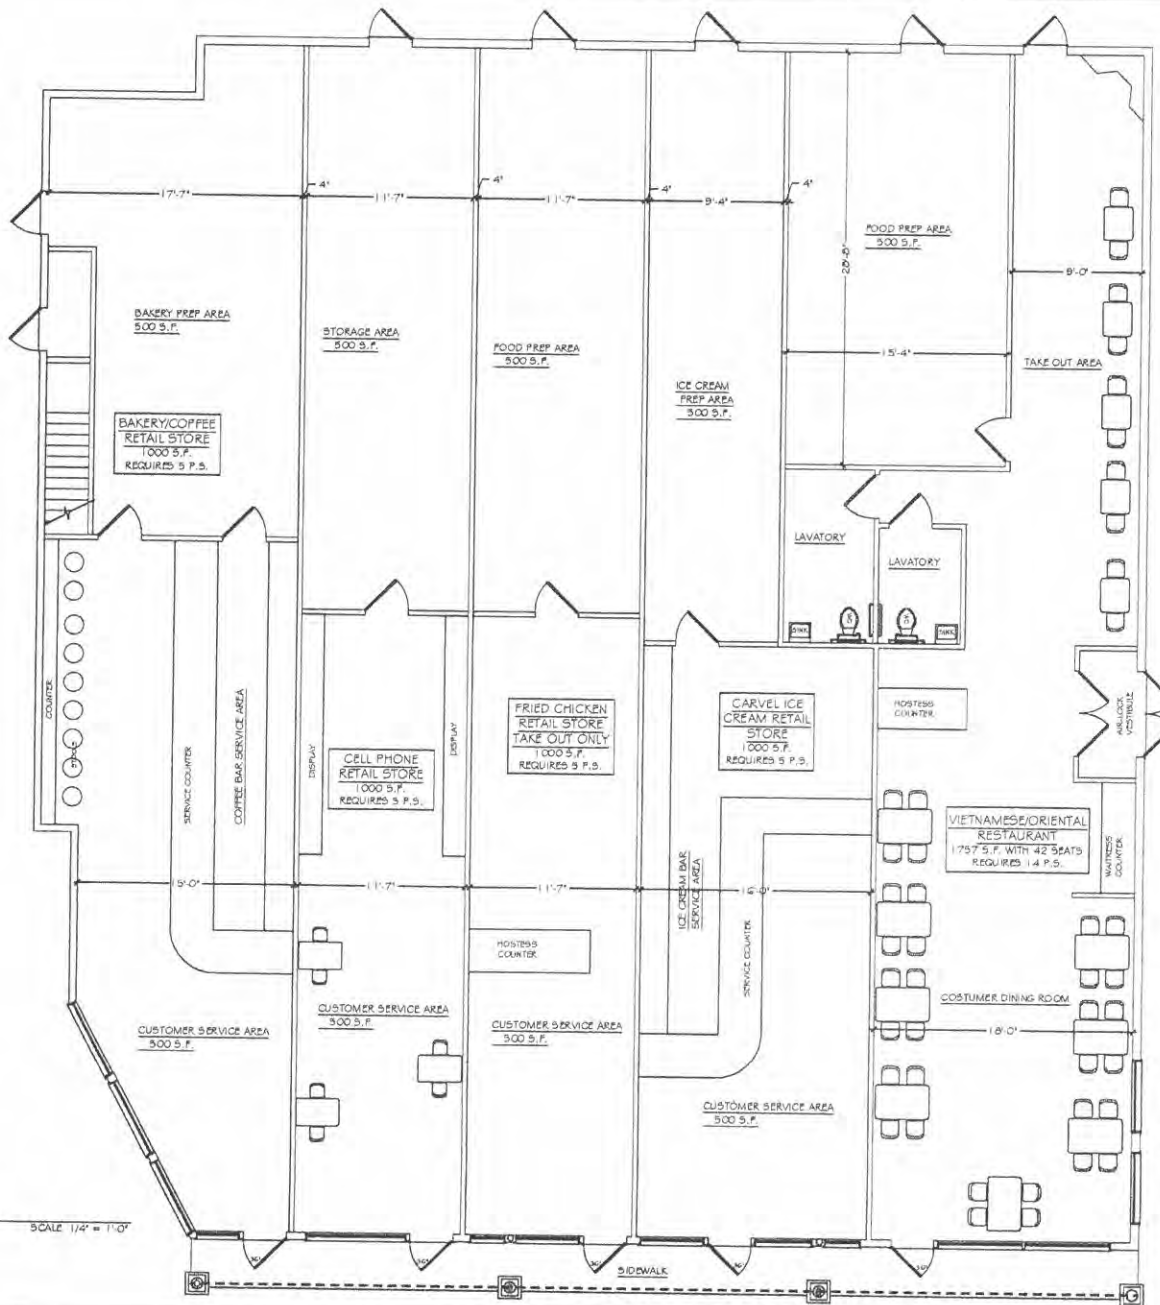 17'-7"
4"
11'-7"
4"
11'-7"
4"
9'-4"
4"
FOOD PREP AREA
500 S.F.
28'-8"
9'-0"
BAKERY PREP AREA
500 S.F.
STORAGE AREA
500 S.F.
FOOD PREP AREA
500 S.F.
15'-4"
TAKE OUT AREA
ICE CREAM
PREP AREA
500 S.F.
BAKERY/COFFEE
RETAIL STORE
1000 S.F.
REQUIRES 5 P.S.
LAVATORY
LAVATORY
SINK
SINK
COUNTER
STOOLS
SERVICE COUNTER
COFFEE BAR SERVICE AREA
DISPLAY
CELL PHONE
RETAIL STORE
1000 S.F.
REQUIRES 5 P.S.
DISPLAY
FRIED CHICKEN
RETAIL STORE
TAKE OUT ONLY
1000 S.F.
REQUIRES 5 P.S.
CARVEL ICE
CREAM RETAIL
STORE
1000 S.F.
REQUIRES 5 P.S.
HOSTESS
COUNTER
AIR-LOCK
VESTIBULE
VIETNAMESE/ORIENTAL
RESTAURANT
1757 S.F. WITH 42 SEATS
REQUIRES 14 P.S.
WAITRESS
COUNTER
15'-0"
11'-7"
11'-7"
16'-0"
ICE CREAM BAR
SERVICE AREA
SERVICE COUNTER
HOSTESS
COUNTER
COSTUMER DINING ROOM
18'-0"
CUSTOMER SERVICE AREA
500 S.F.
CUSTOMER SERVICE AREA
500 S.F.
CUSTOMER SERVICE AREA
500 S.F.
CUSTOMER SERVICE AREA
500 S.F.
SCALE 1/4" = 1'-0"
SIDEWALK